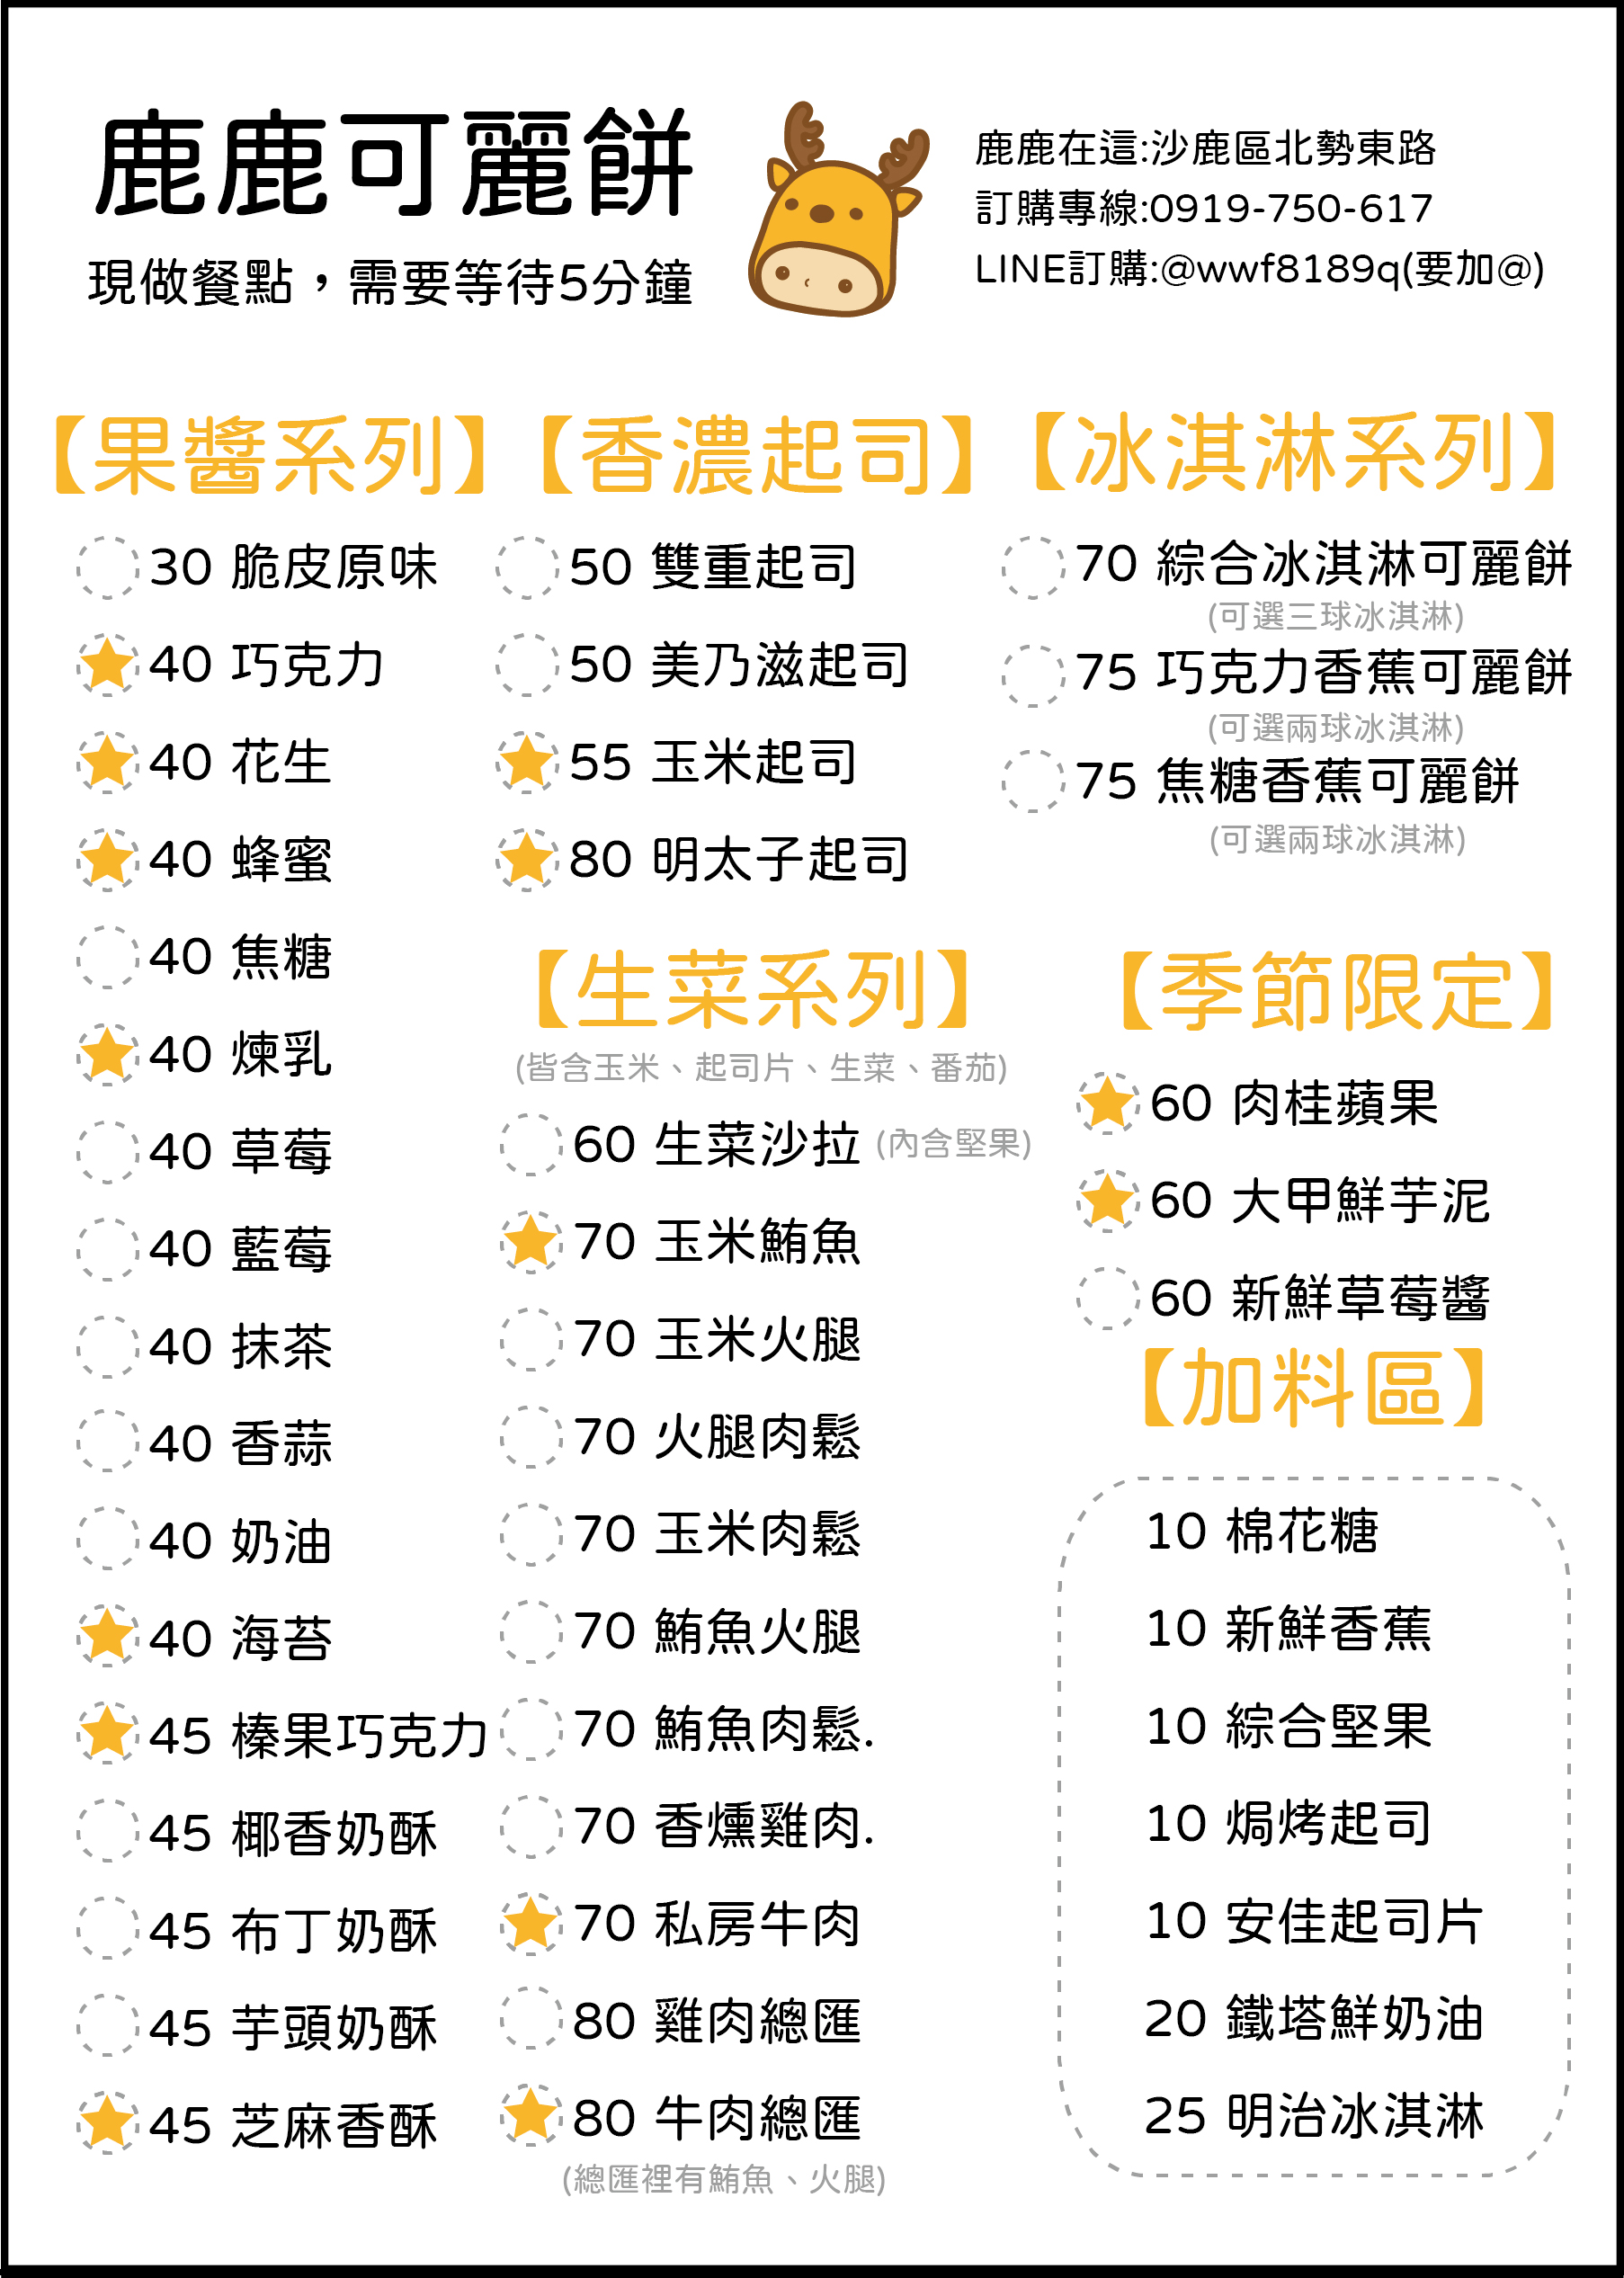 鹿鹿可麗餅
現做餐點，需要等待5分鐘
鹿鹿在這:沙鹿區北勢東路
訂購專線:0919-750-617
LINE訂購:@wwf8189q(要加@)
【果醬系列】
30 脆皮原味
40 巧克力
40 花生
40 蜂蜜
40 焦糖
40 煉乳
40 草莓
40 藍莓
40 抹茶
40 香蒜
40 奶油
40 海苔
45 榛果巧克力
45 椰香奶酥
45 布丁奶酥
45 芋頭奶酥
45 芝麻香酥
【香濃起司】
50 雙重起司
50 美乃滋起司
55 玉米起司
80 明太子起司
【生菜系列】
(皆含玉米、起司片、生菜、番茄)
60 生菜沙拉 (內含堅果)
70 玉米鮪魚
70 玉米火腿
70 火腿肉鬆
70 玉米肉鬆
70 鮪魚火腿
70 鮪魚肉鬆.
70 香燻雞肉.
70 私房牛肉
80 雞肉總匯
80 牛肉總匯
(總匯裡有鮪魚、火腿)
【冰淇淋系列】
70 綜合冰淇淋可麗餅
(可選三球冰淇淋)
75 巧克力香蕉可麗餅
(可選兩球冰淇淋)
75 焦糖香蕉可麗餅
(可選兩球冰淇淋)
【季節限定】
60 肉桂蘋果
60 大甲鮮芋泥
60 新鮮草莓醬
【加料區】
10 棉花糖
10 新鮮香蕉
10 綜合堅果
10 焗烤起司
10 安佳起司片
20 鐵塔鮮奶油
25 明治冰淇淋